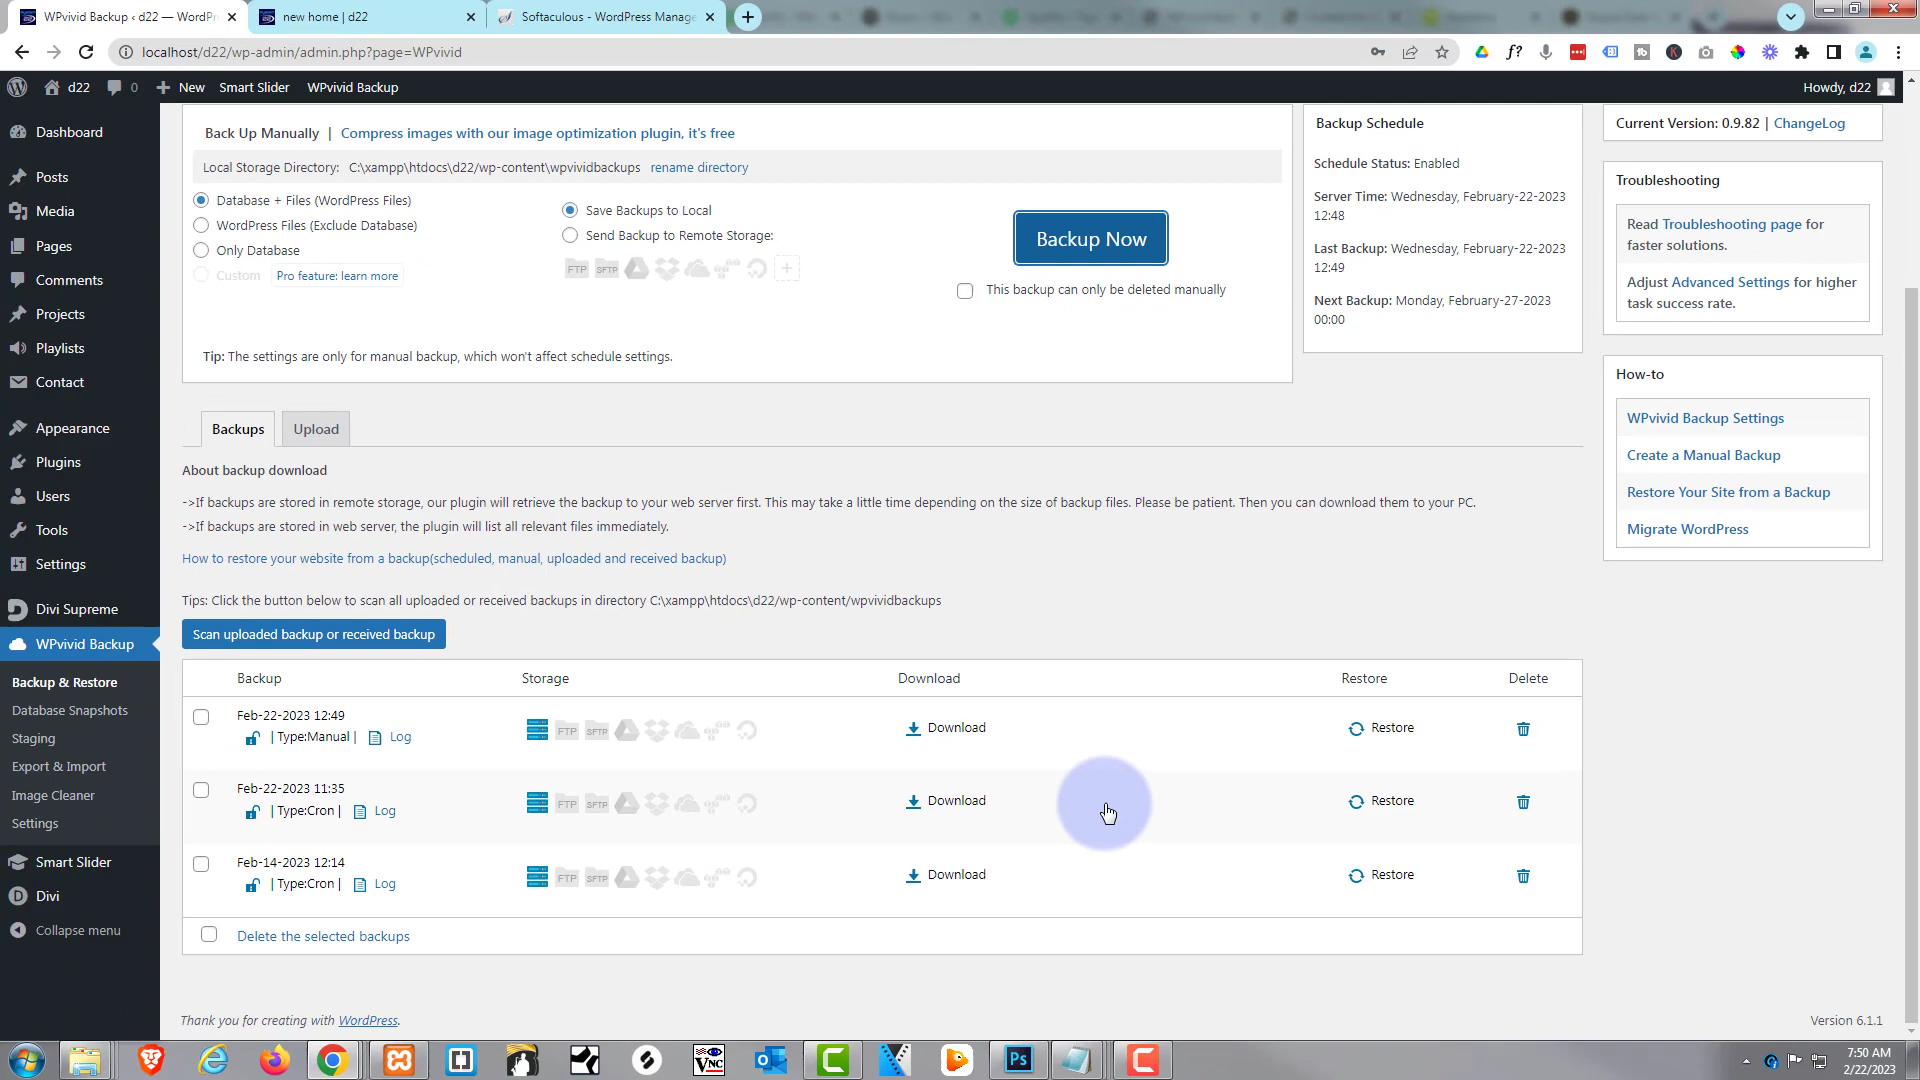 WPvivid Backup ‹ d22 — WordPr
new home | d22
Softaculous - WordPress Manage
localhost/d22/wp-admin/admin.php?page=WPvivid
d22
0
New
Smart Slider
WPvivid Backup
Howdy, d22
Dashboard
Posts
Media
Pages
Comments
Projects
Playlists
Contact
Appearance
Plugins
Users
Tools
Settings
Divi Supreme
WPvivid Backup
Backup & Restore
Database Snapshots
Staging
Export & Import
Image Cleaner
Settings
Smart Slider
Divi
Collapse menu
Back Up Manually | Compress images with our image optimization plugin, it's free
Local Storage Directory: C:\xampp\htdocs\d22/wp-content\wpvividbackups rename directory
Database + Files (WordPress Files)
WordPress Files (Exclude Database)
Only Database
Custom Pro feature: learn more
Save Backups to Local
Send Backup to Remote Storage:
FTP SFTP
Backup Now
This backup can only be deleted manually
Tip: The settings are only for manual backup, which won't affect schedule settings.
Backup Schedule
Schedule Status: Enabled
Server Time: Wednesday, February-22-2023
12:48
Last Backup: Wednesday, February-22-2023
12:49
Next Backup: Monday, February-27-2023
00:00
Current Version: 0.9.82 | ChangeLog
Troubleshooting
Read Troubleshooting page for
faster solutions.
Adjust Advanced Settings for higher
task success rate.
How-to
WPvivid Backup Settings
Create a Manual Backup
Restore Your Site from a Backup
Migrate WordPress
Backups
Upload
About backup download
->If backups are stored in remote storage, our plugin will retrieve the backup to your web server first. This may take a little time depending on the size of backup files. Please be patient. Then you can download them to your PC.
->If backups are stored in web server, the plugin will list all relevant files immediately.
How to restore your website from a backup(scheduled, manual, uploaded and received backup)
Tips: Click the button below to scan all uploaded or received backups in directory C:\xampp\htdocs\d22/wp-content/wpvividbackups
Scan uploaded backup or received backup
Backup Storage Download Restore Delete
Feb-22-2023 12:49
| Type:Manual | Log
FTP SFTP
Download
Restore
Feb-22-2023 11:35
| Type:Cron | Log
FTP SFTP
Download
Restore
Feb-14-2023 12:14
| Type:Cron | Log
FTP SFTP
Download
Restore
Delete the selected backups
Thank you for creating with WordPress.
Version 6.1.1
7:50 AM
2/22/2023